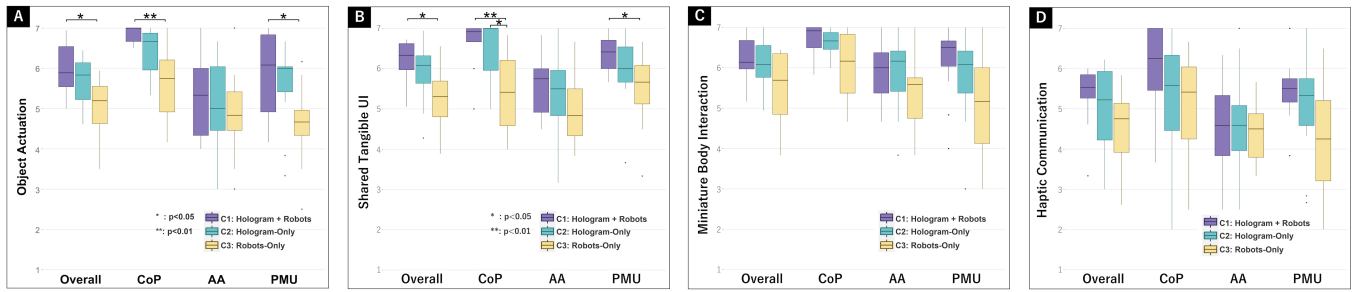 A
Object Actuation
7
6
5
4
3
2
1
*
**
*
* : p<0.05
**: p<0.01
C1: Hologram + Robots
C2: Hologram-Only
C3: Robots-Only
Overall CoP AA PMU
B
Shared Tangible UI
7
6
5
4
3
2
1
*
**
*
*
* : p<0.05
**: p<0.01
C1: Hologram + Robots
C2: Hologram-Only
C3: Robots-Only
Overall CoP AA PMU
C
Miniature Body Interaction
7
6
5
4
3
2
1
C1: Hologram + Robots
C2: Hologram-Only
C3: Robots-Only
Overall CoP AA PMU
D
Haptic Communication
7
6
5
4
3
2
1
C1: Hologram + Robots
C2: Hologram-Only
C3: Robots-Only
Overall CoP AA PMU